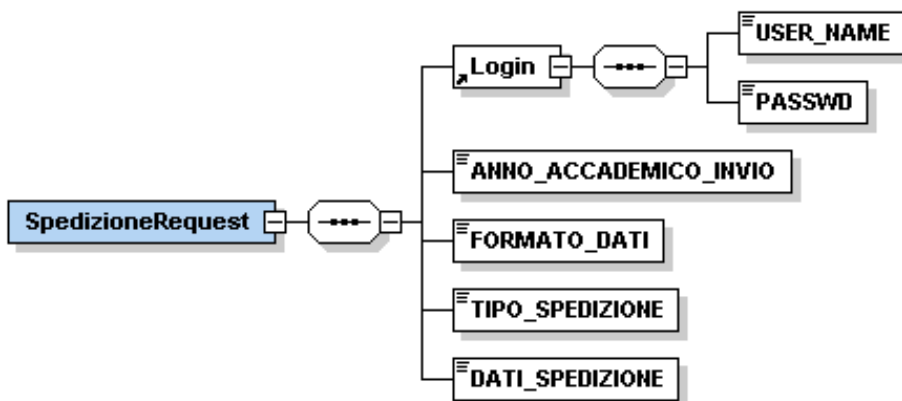 USER_NAME
Login
PASSWD
ANNO_ACCADEMICO_INVIO
SpedizioneRequest
FORMATO_DATI
TIPO_SPEDIZIONE
DATI_SPEDIZIONE